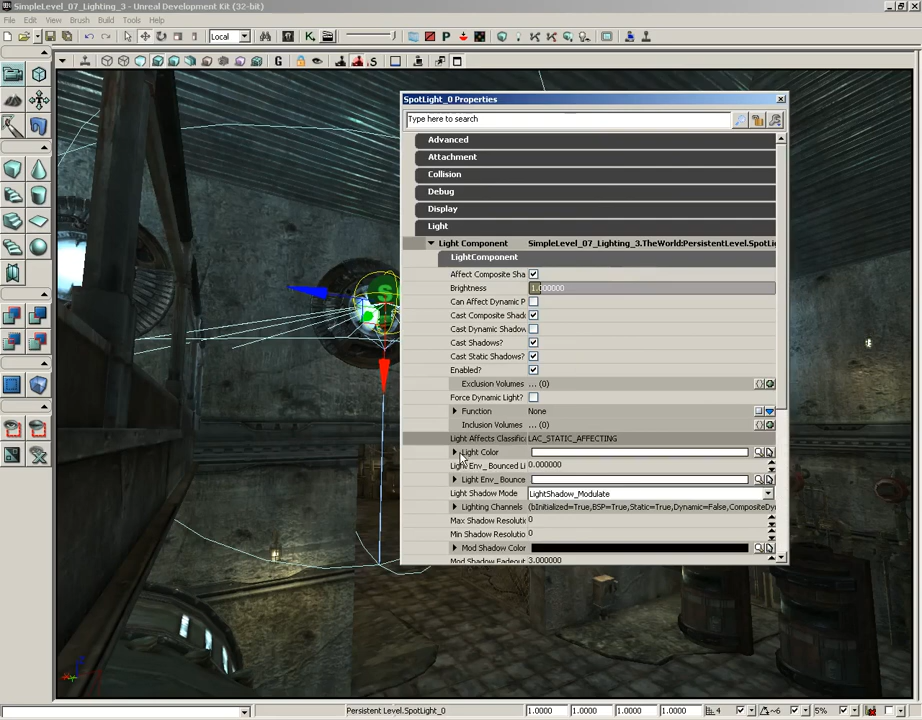 SimpleLevel_07_Lighting_3 - Unreal Development Kit (32-bit)
File Edit View Brush Build Tools Help
Local
G
S
SpotLight_0 Properties
Type here to search
Advanced
Attachment
Collision
Debug
Display
Light
Light Component SimpleLevel_07_Lighting_3.TheWorld:PersistentLevel.SpotLi
LightComponent
Affect Composite Sha
Brightness 1.000000
Can Affect Dynamic P
Cast Composite Shado
Cast Dynamic Shadow
Cast Shadows?
Cast Static Shadows?
Enabled?
Exclusion Volumes ... (0)
Force Dynamic Light?
Function None
Inclusion Volumes ... (0)
Light Affects Classific LAC_STATIC_AFFECTING
Light Color
Light Env_ Bounced Li 0.000000
Light Env_ Bounce
Light Shadow Mode LightShadow_Modulate
Lighting Channels (bInitialized=True,BSP=True,Static=True,Dynamic=False,CompositeDy
Max Shadow Resoluti 0
Min Shadow Resolutio 0
Mod Shadow Color
Mod Shadow Fadeout 3.000000
S
Persistent Level.SpotLight_0 1.0000 1.0000 1.0000 1.0000 4 ~6 5%